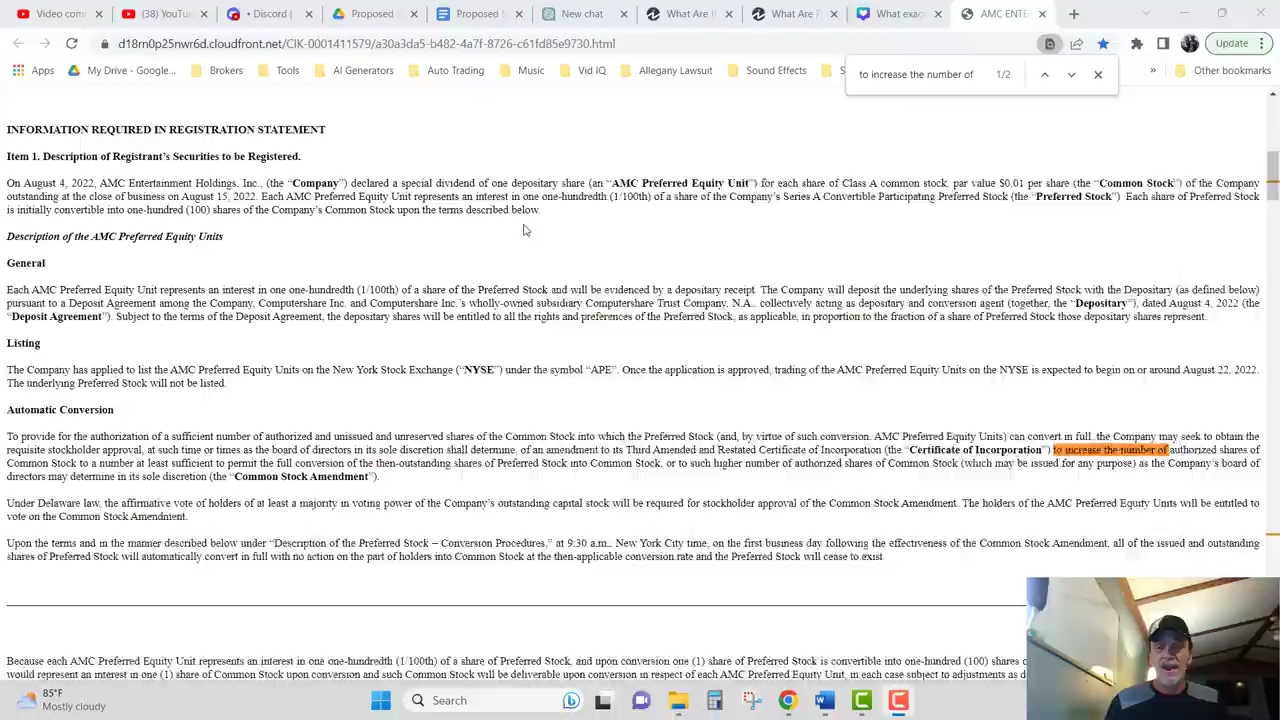 Video com
(38) YouTu
• Discord |
Proposed
Proposed S
New chat
What Are I
What Are P
What exac
AMC ENTE
d18rn0p25nwr6d.cloudfront.net/CIK-0001411579/a30a3da5-b482-4a7f-8726-c61fd85e9730.html
Update
Apps
My Drive - Google...
Brokers
Tools
AI Generators
Auto Trading
Music
Vid IQ
Allegany Lawsuit
Sound Effects
»
Other bookmarks
to increase the number of
1/2
INFORMATION REQUIRED IN REGISTRATION STATEMENT
Item 1. Description of Registrant's Securities to be Registered.
On August 4, 2022, AMC Entertainment Holdings, Inc., (the “Company”) declared a special dividend of one depositary share (an “AMC Preferred Equity Unit”) for each share of Class A common stock, par value $0.01 per share (the “Common Stock”) of the Company
outstanding at the close of business on August 15, 2022. Each AMC Preferred Equity Unit represents an interest in one one-hundredth (1/100th) of a share of the Company's Series A Convertible Participating Preferred Stock (the “Preferred Stock”) Each share of Preferred Stock
is initially convertible into one-hundred (100) shares of the Company's Common Stock upon the terms described below.
Description of the AMC Preferred Equity Units
General
Each AMC Preferred Equity Unit represents an interest in one one-hundredth (1/100th) of a share of the Preferred Stock and will be evidenced by a depositary receipt. The Company will deposit the underlying shares of the Preferred Stock with the Depositary (as defined below)
pursuant to a Deposit Agreement among the Company, Computershare Inc. and Computershare Inc.'s wholly-owned subsidiary Computershare Trust Company, N.A., collectively acting as depositary and conversion agent (together, the “Depositary”), dated August 4, 2022 (the
“Deposit Agreement”). Subject to the terms of the Deposit Agreement, the depositary shares will be entitled to all the rights and preferences of the Preferred Stock, as applicable, in proportion to the fraction of a share of Preferred Stock those depositary shares represent.
Listing
The Company has applied to list the AMC Preferred Equity Units on the New York Stock Exchange (“NYSE”) under the symbol “APE”. Once the application is approved, trading of the AMC Preferred Equity Units on the NYSE is expected to begin on or around August 22, 2022.
The underlying Preferred Stock will not be listed.
Automatic Conversion
To provide for the authorization of a sufficient number of authorized and unissued and unreserved shares of the Common Stock into which the Preferred Stock (and, by virtue of such conversion, AMC Preferred Equity Units) can convert in full, the Company may seek to obtain the
requisite stockholder approval, at such time or times as the board of directors in its sole discretion shall determine, of an amendment to its Third Amended and Restated Certificate of Incorporation (the “Certificate of Incorporation”) to increase the number of authorized shares of
Common Stock to a number at least sufficient to permit the full conversion of the then-outstanding shares of Preferred Stock into Common Stock, or to such higher number of authorized shares of Common Stock (which may be issued for any purpose) as the Company's board of
directors may determine in its sole discretion (the “Common Stock Amendment”).
Under Delaware law, the affirmative vote of holders of at least a majority in voting power of the Company's outstanding capital stock will be required for stockholder approval of the Common Stock Amendment. The holders of the AMC Preferred Equity Units will be entitled to
vote on the Common Stock Amendment.
Upon the terms and in the manner described below under “Description of the Preferred Stock – Conversion Procedures,” at 9:30 a.m., New York City time, on the first business day following the effectiveness of the Common Stock Amendment, all of the issued and outstanding
shares of Preferred Stock will automatically convert in full with no action on the part of holders into Common Stock at the then-applicable conversion rate and the Preferred Stock will cease to exist.
Because each AMC Preferred Equity Unit represents an interest in one one-hundredth (1/100th) of a share of Preferred Stock, and upon conversion one (1) share of Preferred Stock is convertible into one-hundred (100) shares
would represent an interest in one (1) share of Common Stock upon conversion and such Common Stock will be deliverable upon conversion in respect of each AMC Preferred Equity Unit, in each case subject to adjustments as
85°F
Mostly cloudy
Search